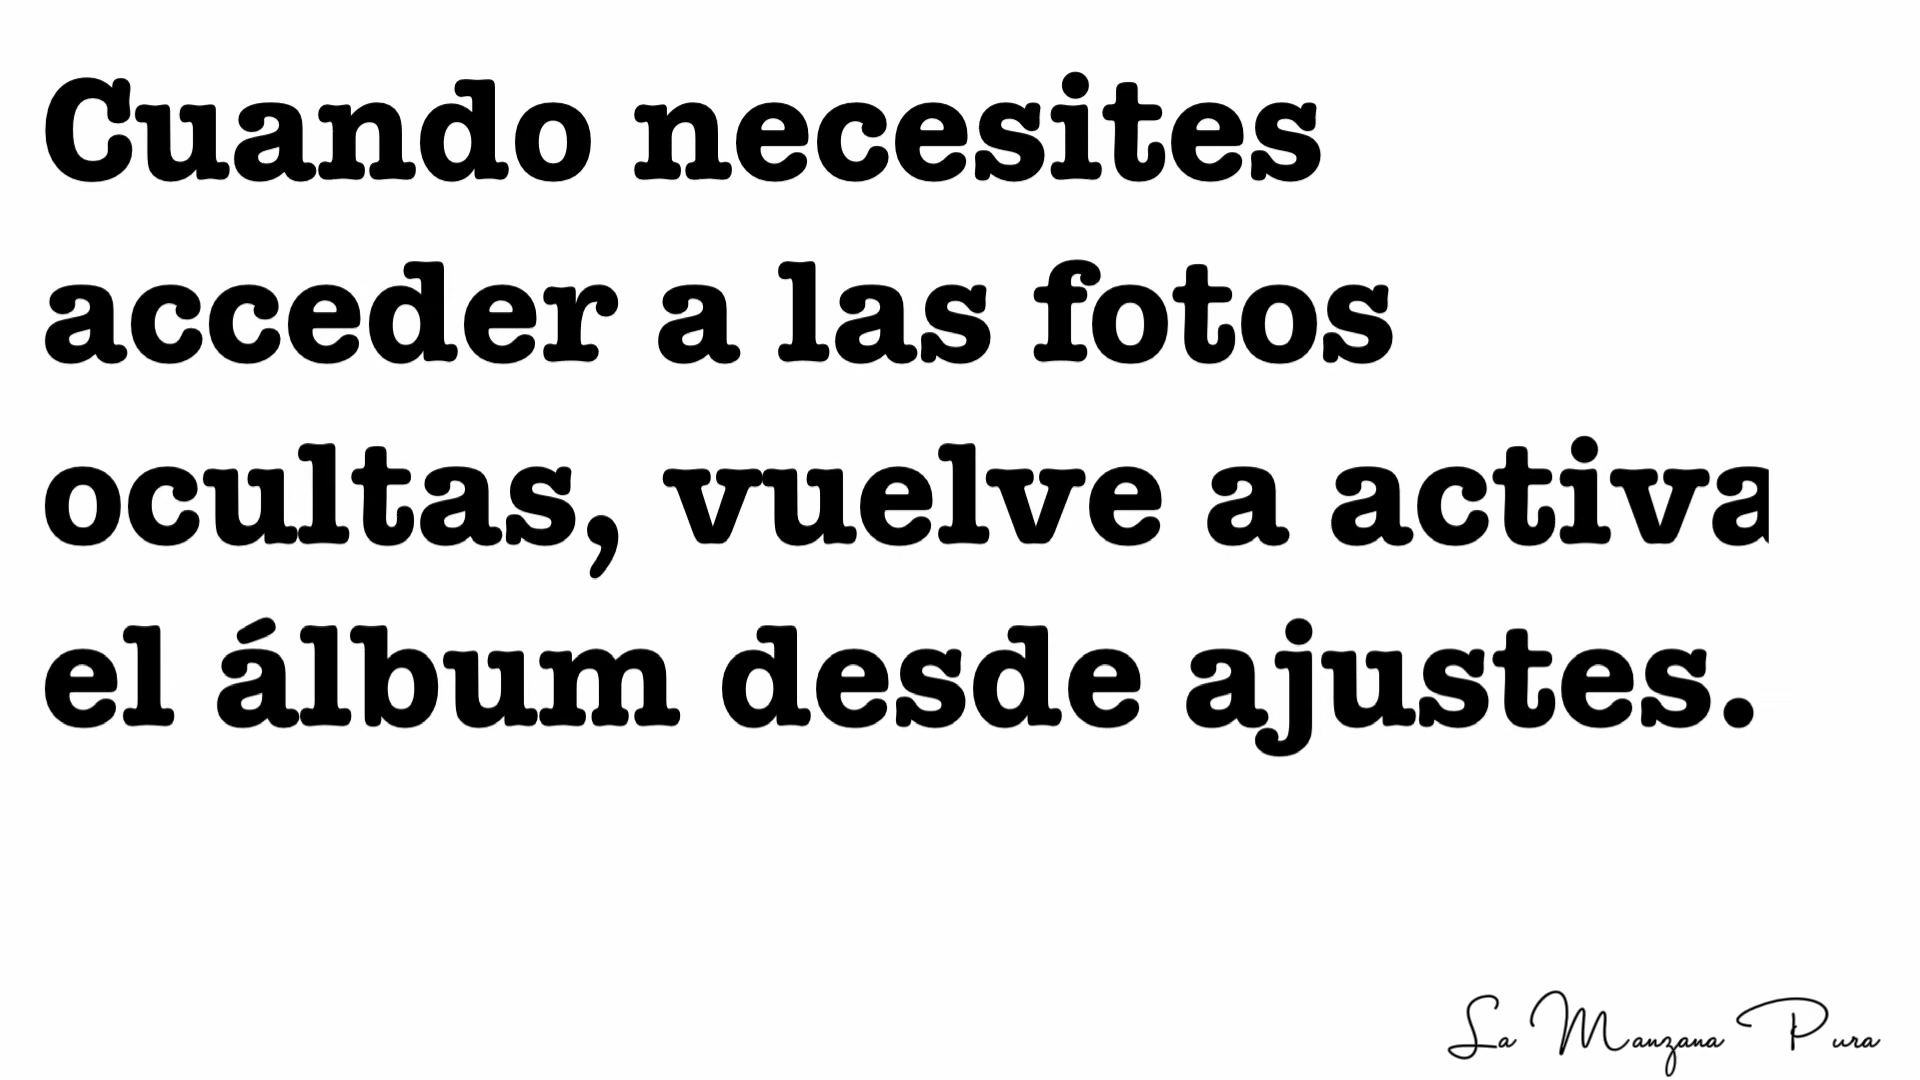 Cuando necesites
acceder a las fotos
ocultas, vuelve a activa
el álbum desde ajustes.
La Manzana Pura